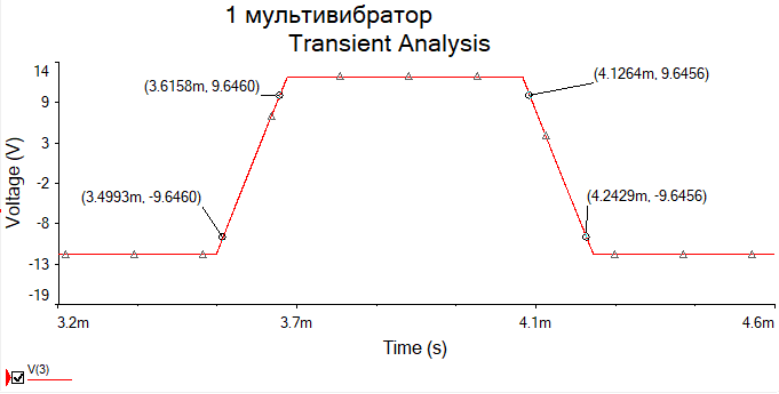 1 мультивибратор
Transient Analysis
14
(3.6158m, 9.6460)
(4.1264m, 9.6456)
9
3
-2
(3.4993m, -9.6460)
(4.2429m, -9.6456)
-8
-13
-19
Voltage (V)
3.2m
3.7m
4.1m
4.6m
Time (s)
V(3)